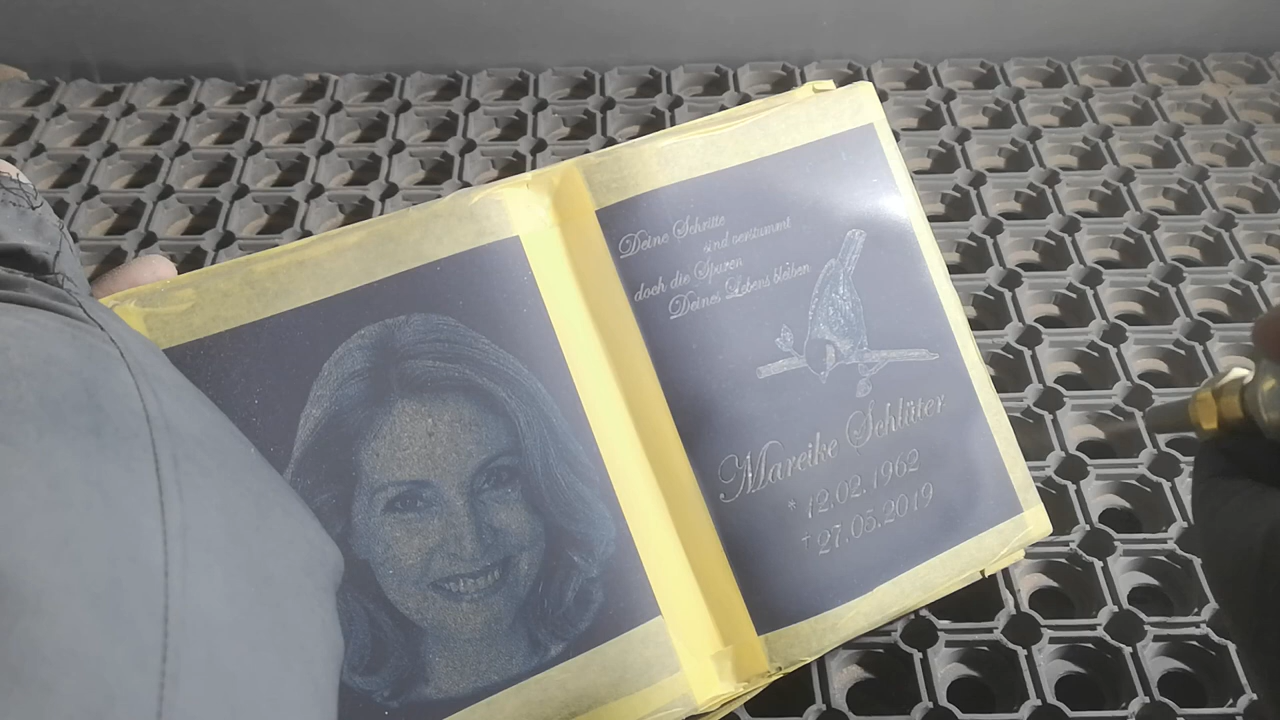 Deine Schritte
sind verstummt
doch die Spuren
Deines Lebens bleiben
Mareike Schlüter
* 12.02.1962
† 27.05.2019